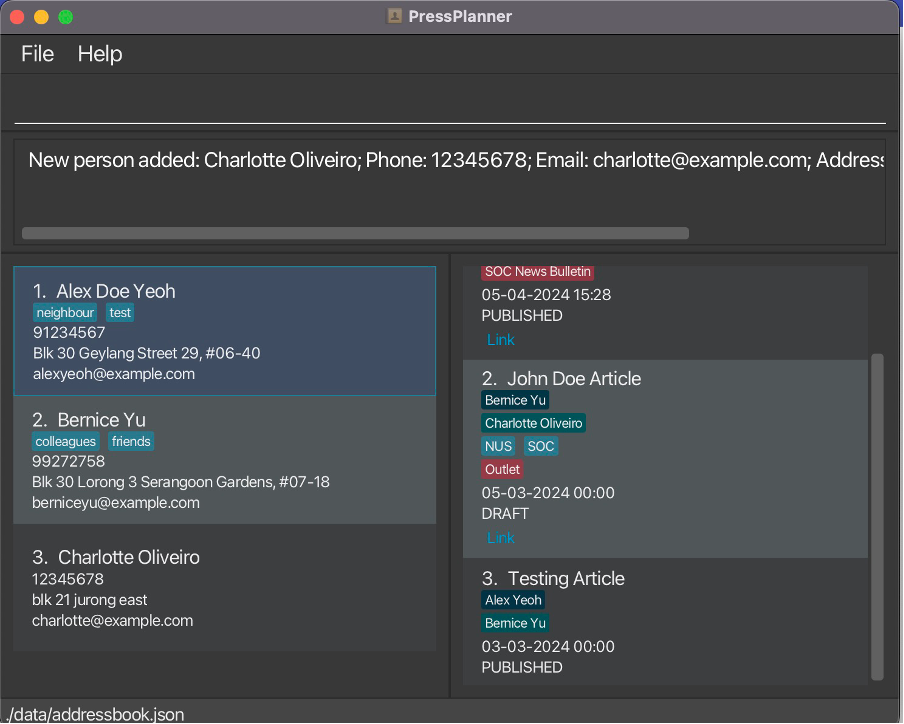 PressPlanner
File Help
New person added: Charlotte Oliveiro; Phone: 12345678; Email: charlotte@example.com; Address
1. Alex Doe Yeoh
neighbour test
91234567
Blk 30 Geylang Street 29, #06-40
alexyeoh@example.com
2. Bernice Yu
colleagues friends
99272758
Blk 30 Lorong 3 Serangoon Gardens, #07-18
berniceyu@example.com
3. Charlotte Oliveiro
12345678
blk 21 jurong east
charlotte@example.com
SOC News Bulletin
05-04-2024 15:28
PUBLISHED
Link
2. John Doe Article
Bernice Yu
Charlotte Oliveiro
NUS SOC
Outlet
05-03-2024 00:00
DRAFT
Link
3. Testing Article
Alex Yeoh
Bernice Yu
03-03-2024 00:00
PUBLISHED
./data/addressbook.json